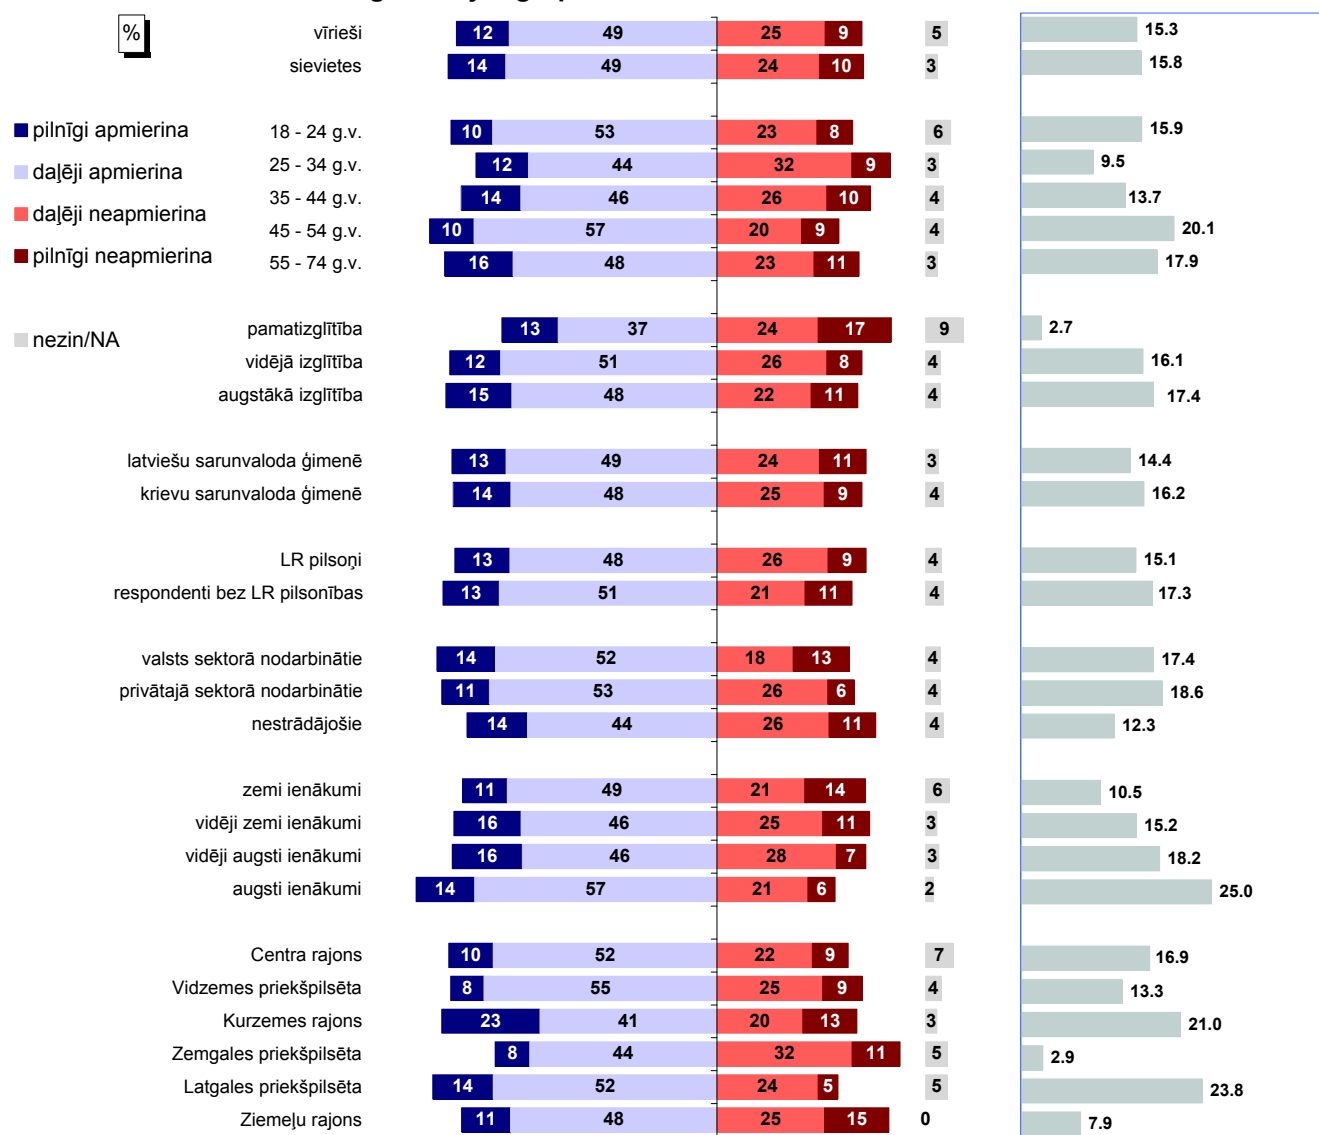 %
vīrieši 12 49 25 9 5 15.3
sievietes 14 49 24 10 3 15.8
pilnīgi apmierina
18 - 24 g.v. 10 53 23 8 6 15.9
25 - 34 g.v. 12 44 32 9 3 9.5
daļēji apmierina
35 - 44 g.v. 14 46 26 10 4 13.7
daļēji neapmierina
45 - 54 g.v. 10 57 20 9 4 20.1
pilnīgi neapmierina
55 - 74 g.v. 16 48 23 11 3 17.9
pamatizglītība 13 37 24 17 9 2.7
nezin/NA
vidējā izglītība 12 51 26 8 4 16.1
augstākā izglītība 15 48 22 11 4 17.4
latviešu sarunvaloda ģimenē 13 49 24 11 3 14.4
krievu sarunvaloda ģimenē 14 48 25 9 4 16.2
LR pilsoņi 13 48 26 9 4 15.1
respondenti bez LR pilsonības 13 51 21 11 4 17.3
valsts sektorā nodarbinātie 14 52 18 13 4 17.4
privātajā sektorā nodarbinātie 11 53 26 6 4 18.6
nestrādājošie 14 44 26 11 4 12.3
zemi ienākumi 11 49 21 14 6 10.5
vidēji zemi ienākumi 16 46 25 11 3 15.2
vidēji augsti ienākumi 16 46 28 7 3 18.2
augsti ienākumi 14 57 21 6 2 25.0
Centra rajons 10 52 22 9 7 16.9
Vidzemes priekšpilsēta 8 55 25 9 4 13.3
Kurzemes rajons 23 41 20 13 3 21.0
Zemgales priekšpilsēta 8 44 32 11 5 2.9
Latgales priekšpilsēta 14 52 24 5 5 23.8
Ziemeļu rajons 11 48 25 15 0 7.9